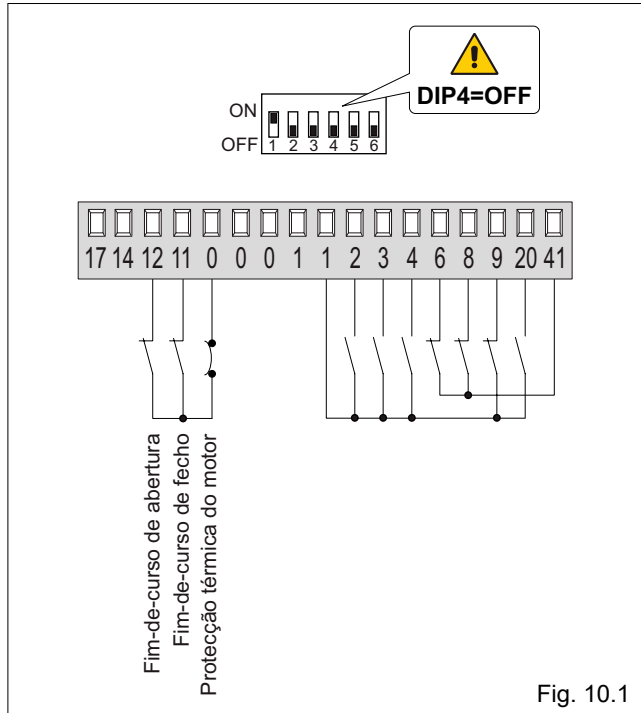 DIP4=OFF
ON
OFF
1 2 3 4 5 6
17 14 12 11 0 0 0 1 1 2 3 4 6 8 9 20 41
Fim-de-curso de abertura
Fim-de-curso de fecho
Protecção térmica do motor
Fig. 10.1